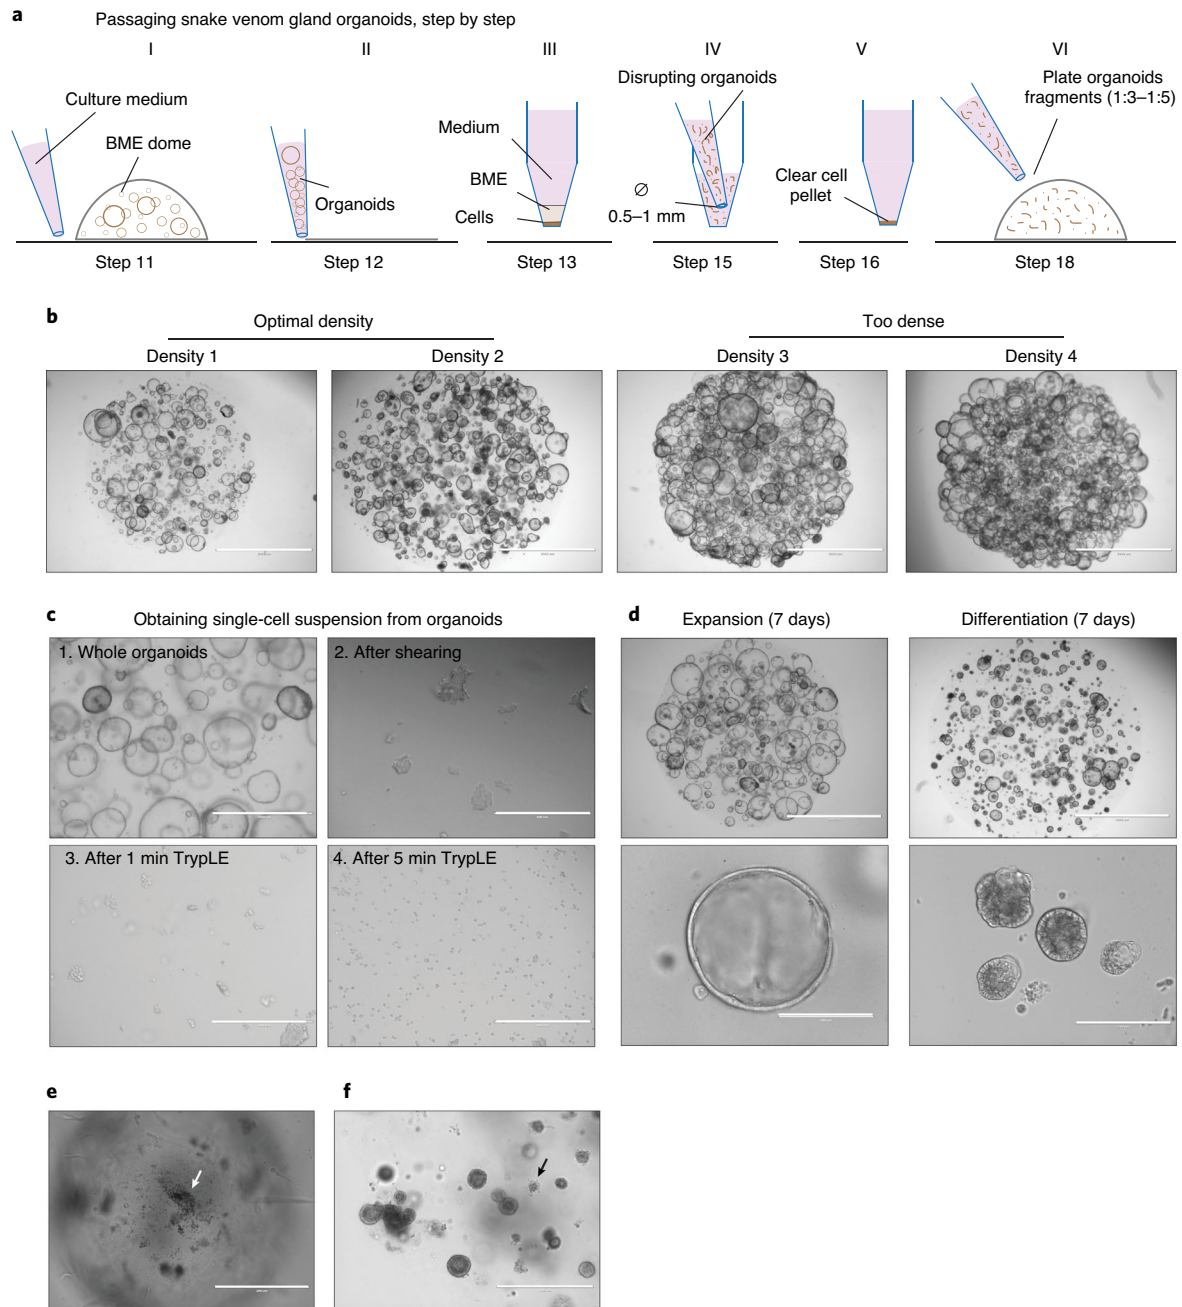 a
Passaging snake venom gland organoids, step by step
I
II
III
IV
V
VI
Culture medium
BME dome
Organoids
Medium
BME
Cells
Disrupting organoids
∅
0.5–1 mm
Clear cell
pellet
Plate organoids
fragments (1:3–1:5)
Step 11
Step 12
Step 13
Step 15
Step 16
Step 18
b
Optimal density
Too dense
Density 1
Density 2
Density 3
Density 4
c
Obtaining single-cell suspension from organoids
1. Whole organoids
2. After shearing
3. After 1 min TrypLE
4. After 5 min TrypLE
d
Expansion (7 days)
Differentiation (7 days)
e
f